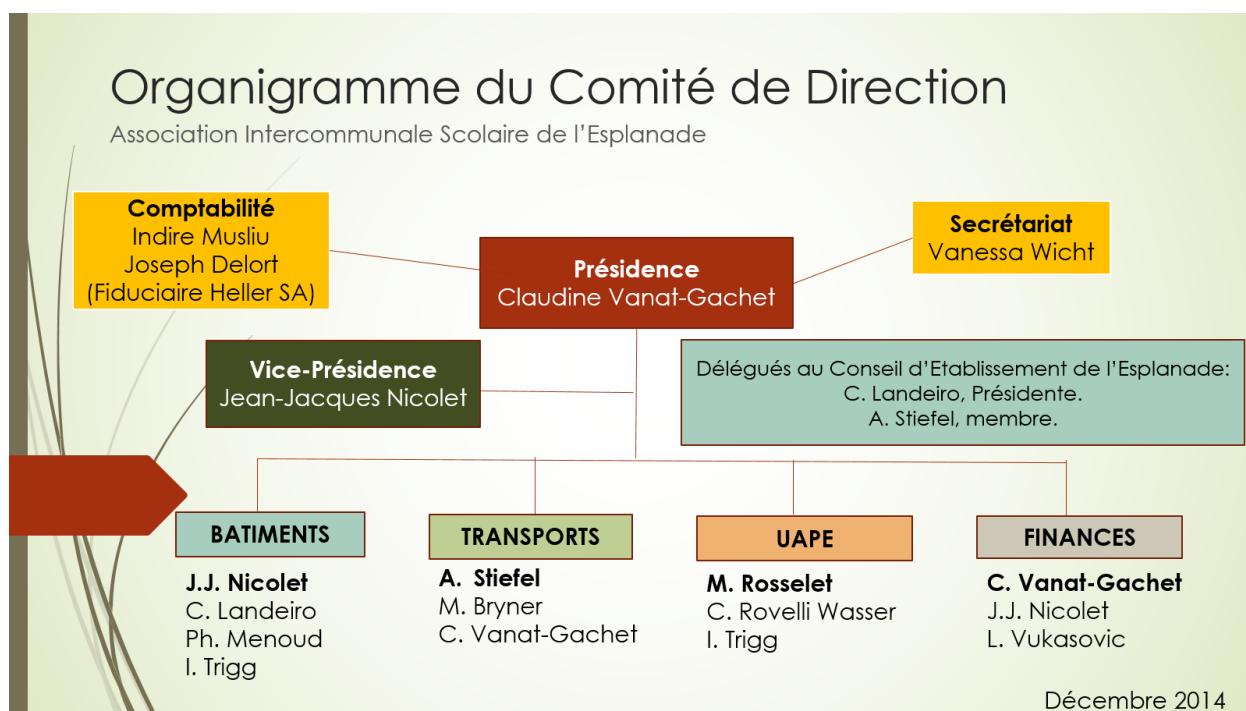 Organigramme du Comité de Direction
Association Intercommunale Scolaire de l'Esplanade
Comptabilité
Indire Musliu
Joseph Delort
(Fiduciaire Heller SA)
Présidence
Claudine Vanat-Gachet
Secrétariat
Vanessa Wicht
Vice-Présidence
Jean-Jacques Nicolet
Délégués au Conseil d'Etablissement de l'Esplanade:
C. Landeiro, Présidente.
A. Stiefel, membre.
BATIMENTS
J.J. Nicolet
C. Landeiro
Ph. Menoud
I. Trigg
TRANSPORTS
A. Stiefel
M. Bryner
C. Vanat-Gachet
UAPE
M. Rosselet
C. Rovelli Wasser
I. Trigg
FINANCES
C. Vanat-Gachet
J.J. Nicolet
L. Vukasovic
Décembre 2014